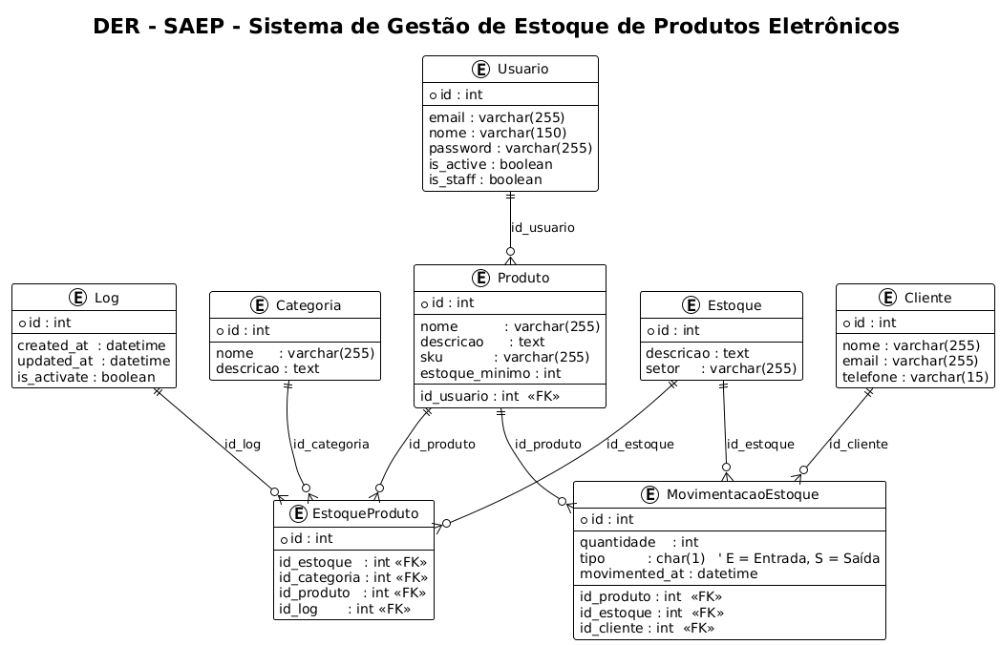 DER - SAEP - Sistema de Gestão de Estoque de Produtos Eletrônicos
E Usuario
id : int
email : varchar(255)
nome : varchar(150)
password : varchar(255)
is_active : boolean
is_staff : boolean
id_usuario
E Log
id : int
created_at : datetime
updated_at : datetime
is_activate : boolean
E Categoria
id : int
nome : varchar(255)
descricao : text
E Produto
id : int
nome : varchar(255)
descricao : text
sku : varchar(255)
estoque_minimo : int
id_usuario : int «FK»
E Estoque
id : int
descricao : text
setor : varchar(255)
E Cliente
id : int
nome : varchar(255)
email : varchar(255)
telefone : varchar(15)
id_log
id_categoria
id_produto
id_produto
id_estoque
id_estoque
id_cliente
E EstoqueProduto
id : int
id_estoque : int «FK»
id_categoria : int «FK»
id_produto : int «FK»
id_log : int «FK»
E MovimentacaoEstoque
id : int
quantidade : int
tipo : char(1) ' E = Entrada, S = Saída
movimented_at : datetime
id_produto : int «FK»
id_estoque : int «FK»
id_cliente : int «FK»